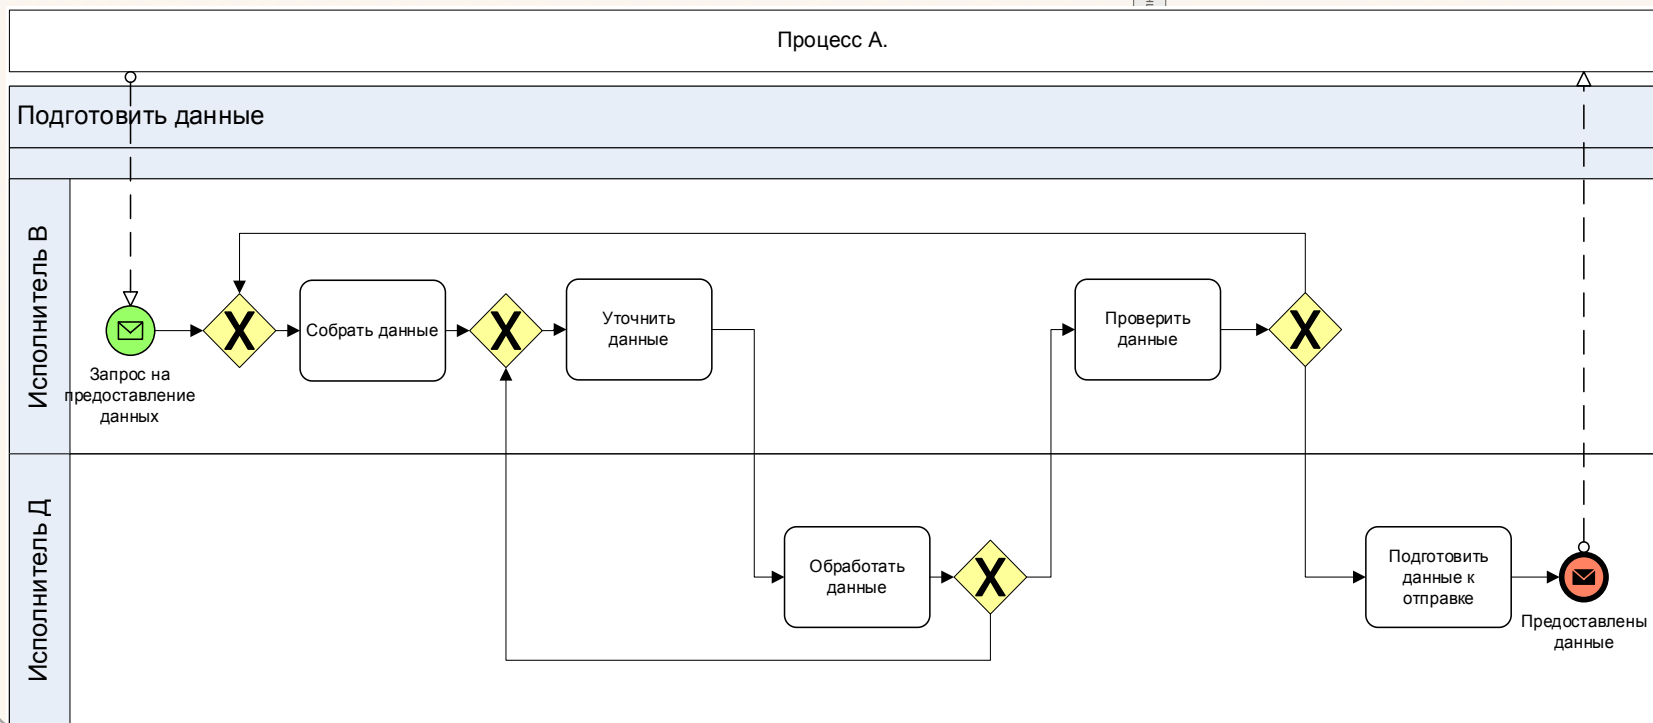 Процесс А.
Подготовить данные
Исполнитель В
Запрос на
предоставление
данных
X
Собрать данные
X
Уточнить
данные
Проверить
данные
X
Исполнитель Д
Обработать
данные
X
Подготовить
данные к
отправке
Предоставлены
данные